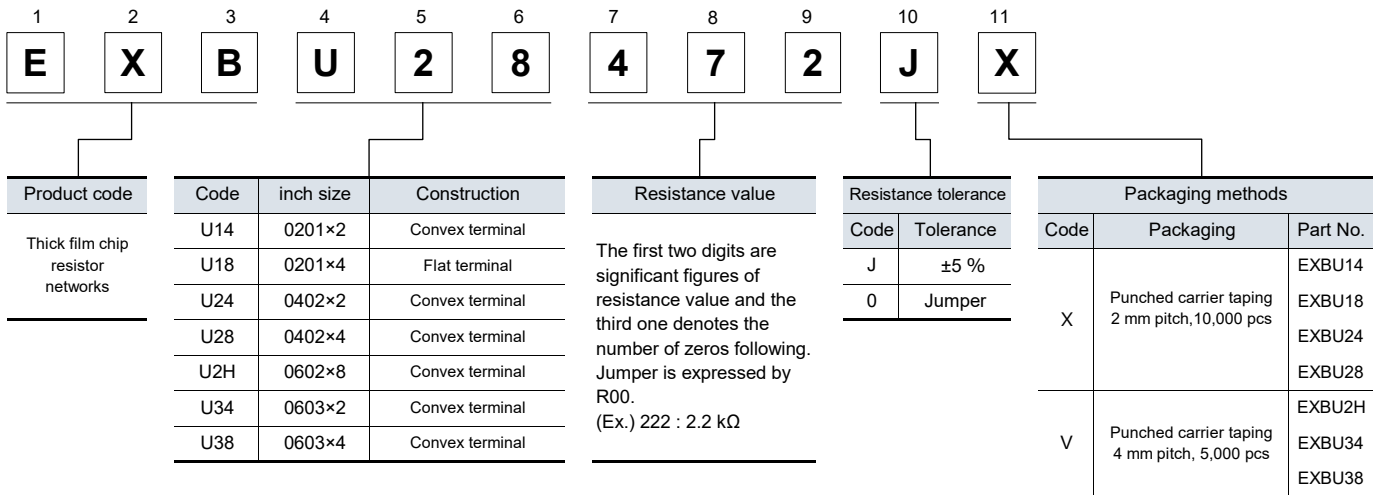 1 2 3 4 5 6 7 8 9 10 11
E X B U 2 8 4 7 2 J X
Product code
Thick film chip
resistor
networks
Code inch size Construction
U14 0201×2 Convex terminal
U18 0201×4 Flat terminal
U24 0402×2 Convex terminal
U28 0402×4 Convex terminal
U2H 0602×8 Convex terminal
U34 0603×2 Convex terminal
U38 0603×4 Convex terminal
Resistance value
The first two digits are
significant figures of
resistance value and the
third one denotes the
number of zeros following.
Jumper is expressed by
R00.
(Ex.) 222 : 2.2 kΩ
Resistance tolerance
Code Tolerance
J ±5 %
0 Jumper
Packaging methods
Code Packaging Part No.
X
Punched carrier taping
2 mm pitch,10,000 pcs
EXBU14
EXBU18
EXBU24
EXBU28
V
Punched carrier taping
4 mm pitch, 5,000 pcs
EXBU2H
EXBU34
EXBU38